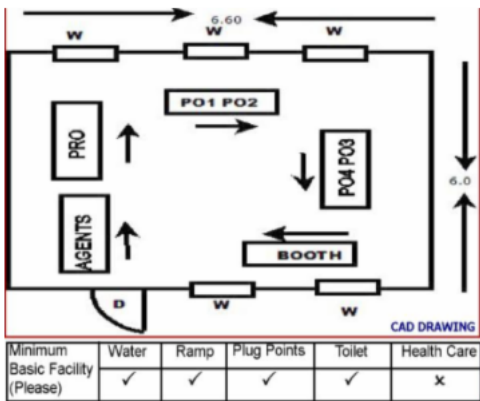 6.60
W W W
PO1 PO2
PRO
PO4 PO3
6.0
AGENTS
BOOTH
D W W
CAD DRAWING
Minimum Basic Facility (Please) Water Ramp Plug Points Toilet Health Care
✓ ✓ ✓ ✓ x